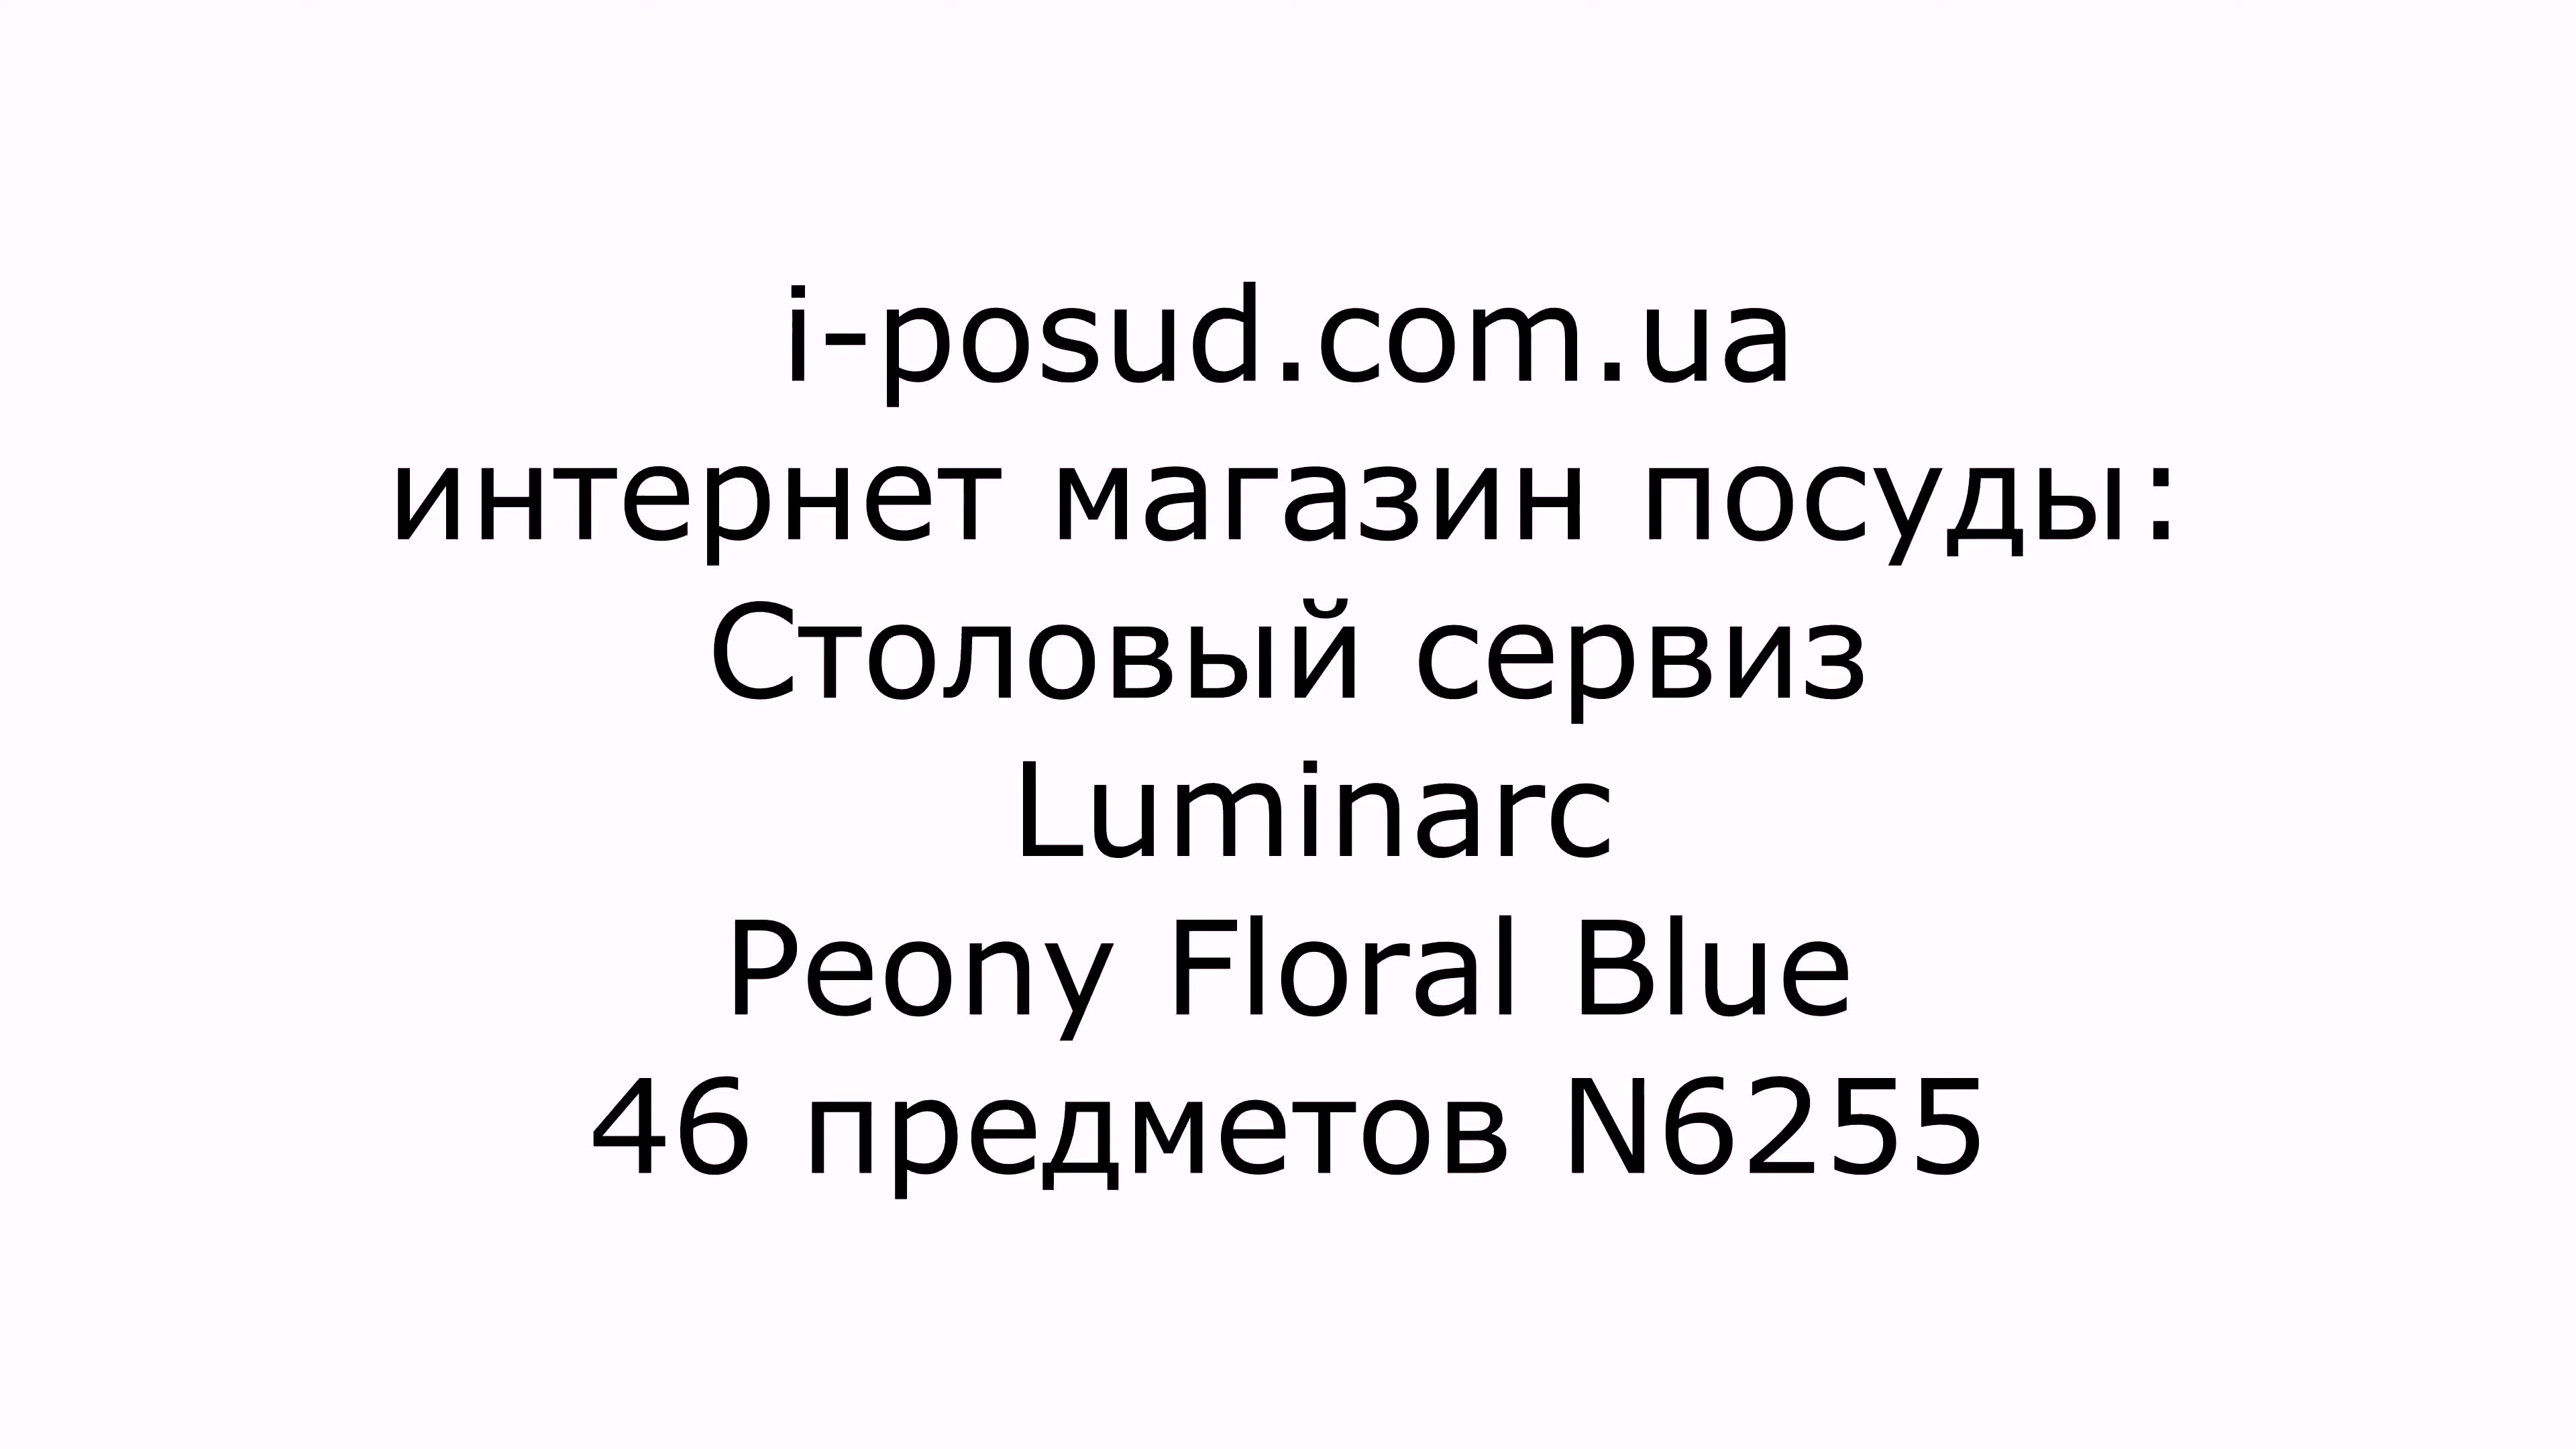 i-posud.com.ua
интернет магазин посуды:
Столовый сервиз
Luminarc
Peony Floral Blue
46 предметов N6255